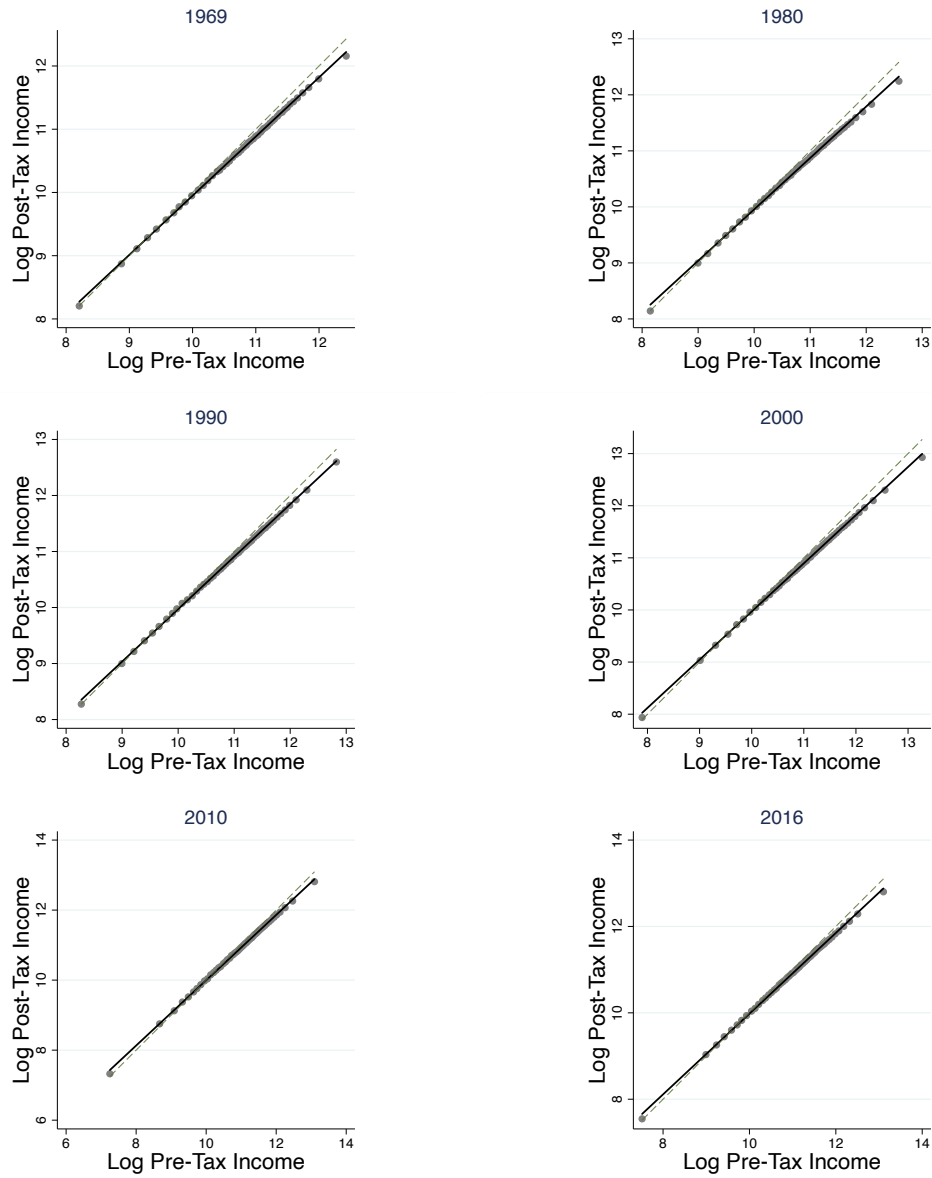 1969
Log Post-Tax Income
12
11
10
9
8
8 9 10 11 12
Log Pre-Tax Income
1980
Log Post-Tax Income
13
12
11
10
9
8
8 9 10 11 12 13
Log Pre-Tax Income
1990
Log Post-Tax Income
13
12
11
10
9
8
8 9 10 11 12 13
Log Pre-Tax Income
2000
Log Post-Tax Income
13
12
11
10
9
8
8 9 10 11 12 13
Log Pre-Tax Income
2010
Log Post-Tax Income
14
12
10
8
6
6 8 10 12 14
Log Pre-Tax Income
2016
Log Post-Tax Income
14
12
10
8
8 10 12 14
Log Pre-Tax Income